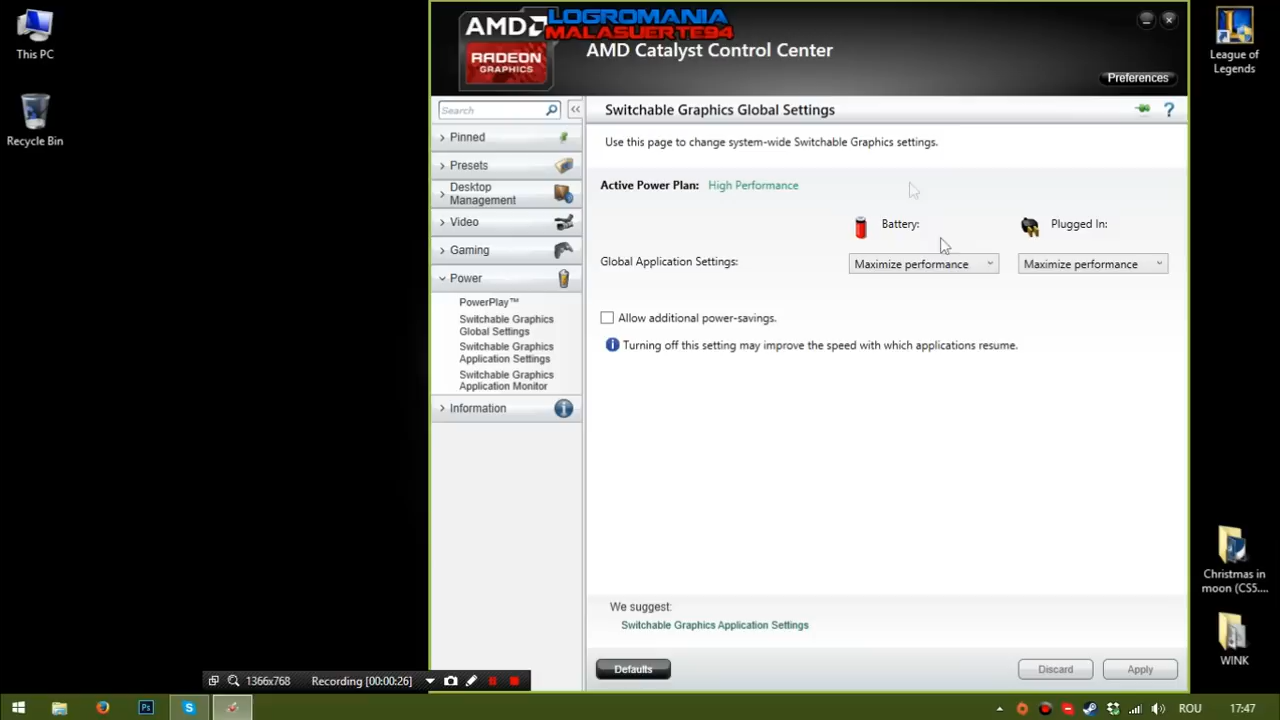 This PC
Recycle Bin
AMD
LOGROMANIA
MALASUERTE94
RADEON
GRAPHICS
AMD Catalyst Control Center
Preferences
Search
Switchable Graphics Global Settings
Pinned
Use this page to change system-wide Switchable Graphics settings.
Presets
Desktop
Management
Active Power Plan: High Performance
Video
Battery:
Plugged In:
Gaming
Global Application Settings:
Maximize performance
Maximize performance
Power
PowerPlay™
Switchable Graphics
Global Settings
Allow additional power-savings.
Switchable Graphics
Application Settings
Turning off this setting may improve the speed with which applications resume.
Switchable Graphics
Application Monitor
Information
We suggest:
Switchable Graphics Application Settings
Defaults
Discard
Apply
League of
Legends
Christmas in
moon (CS5....
WINK
1366x768
Recording [00:00:26]
Ps
ROU
17:47